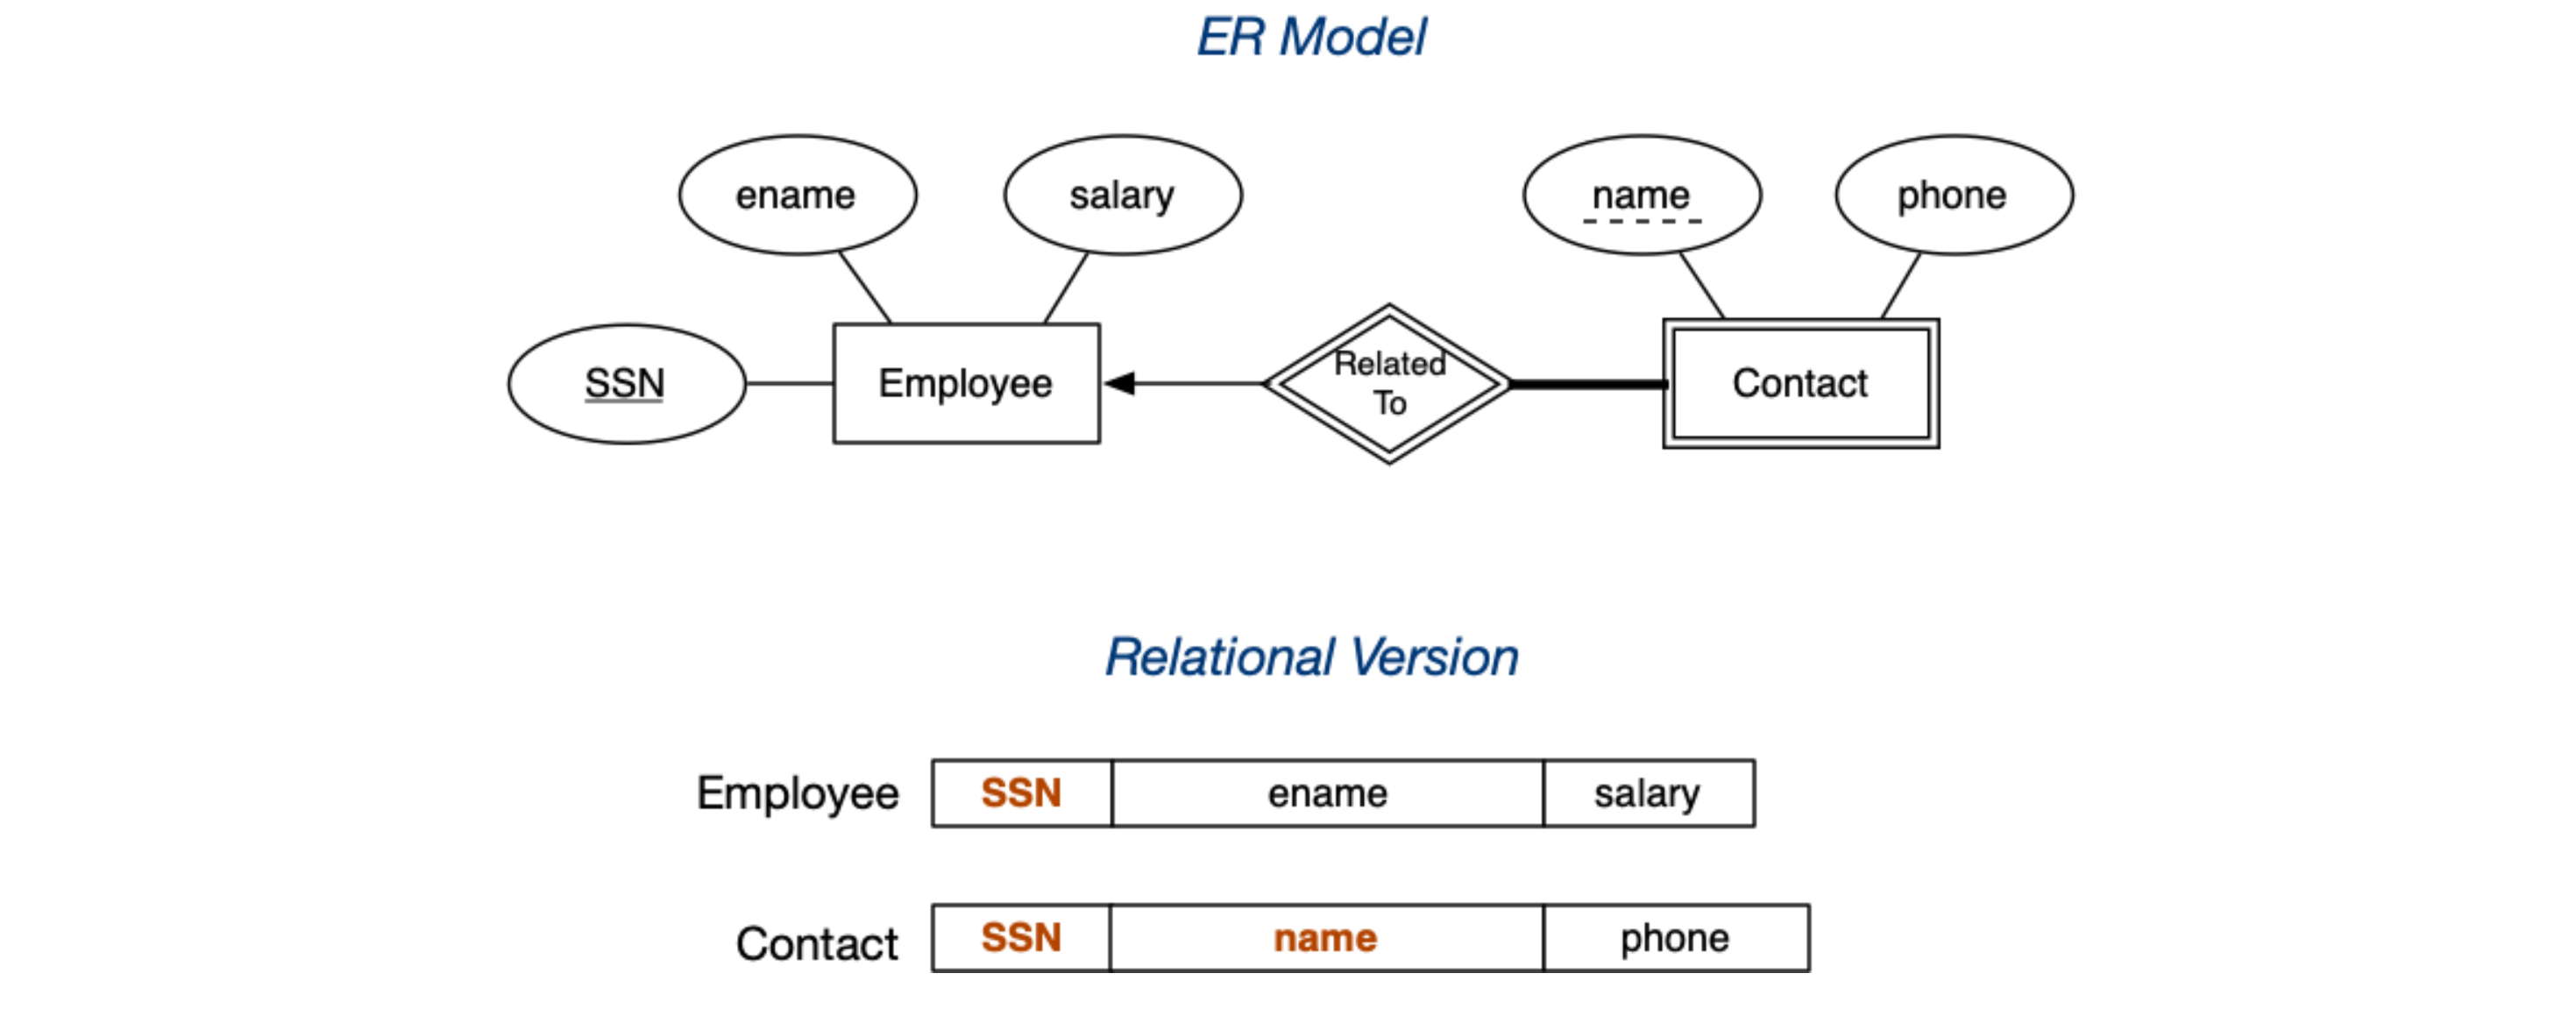 ER Model
ename
salary
name
phone
SSN
Employee
Related
To
Contact
Relational Version
Employee
SSN
ename
salary
Contact
SSN
name
phone